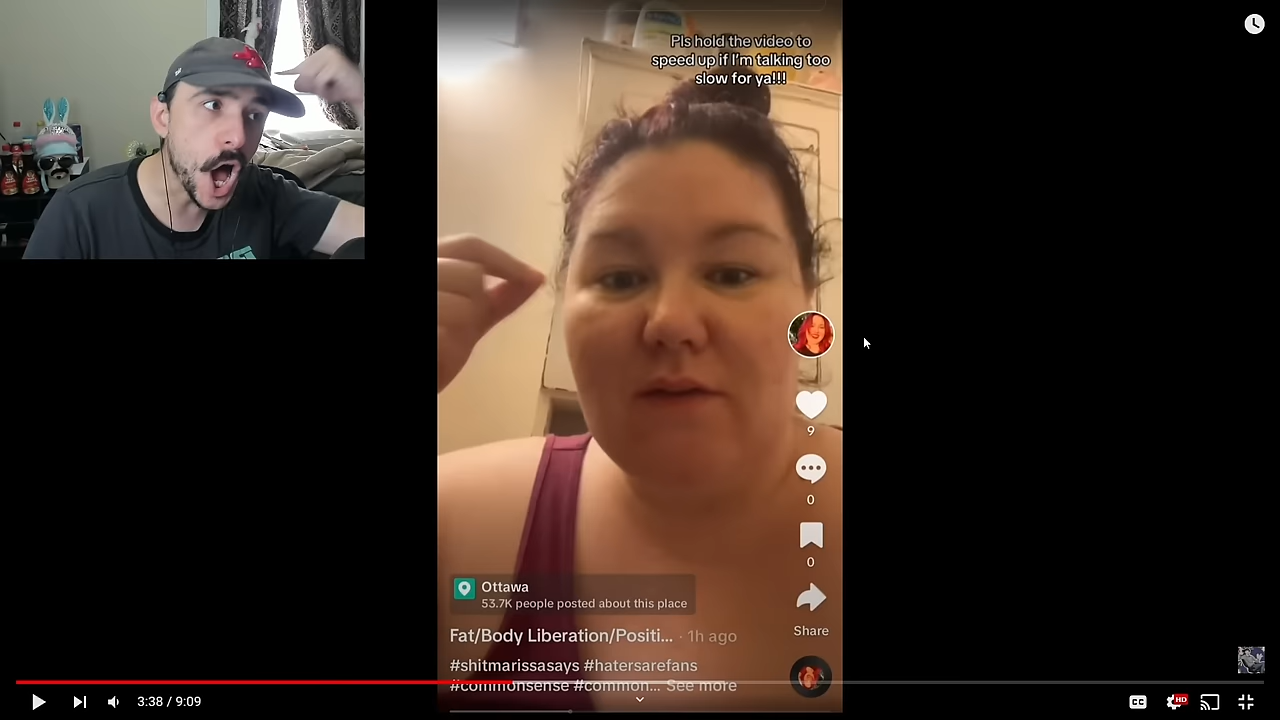 Pls hold the video to
speed up if I'm talking too
slow for ya!!!
9
0
0
Ottawa
53.7K people posted about this place
Fat/Body Liberation/Positi... · 1h ago
Share
#shitmarissasays #hatersarefans
#commonsense #common... See more
3:38 / 9:09
CC
HD